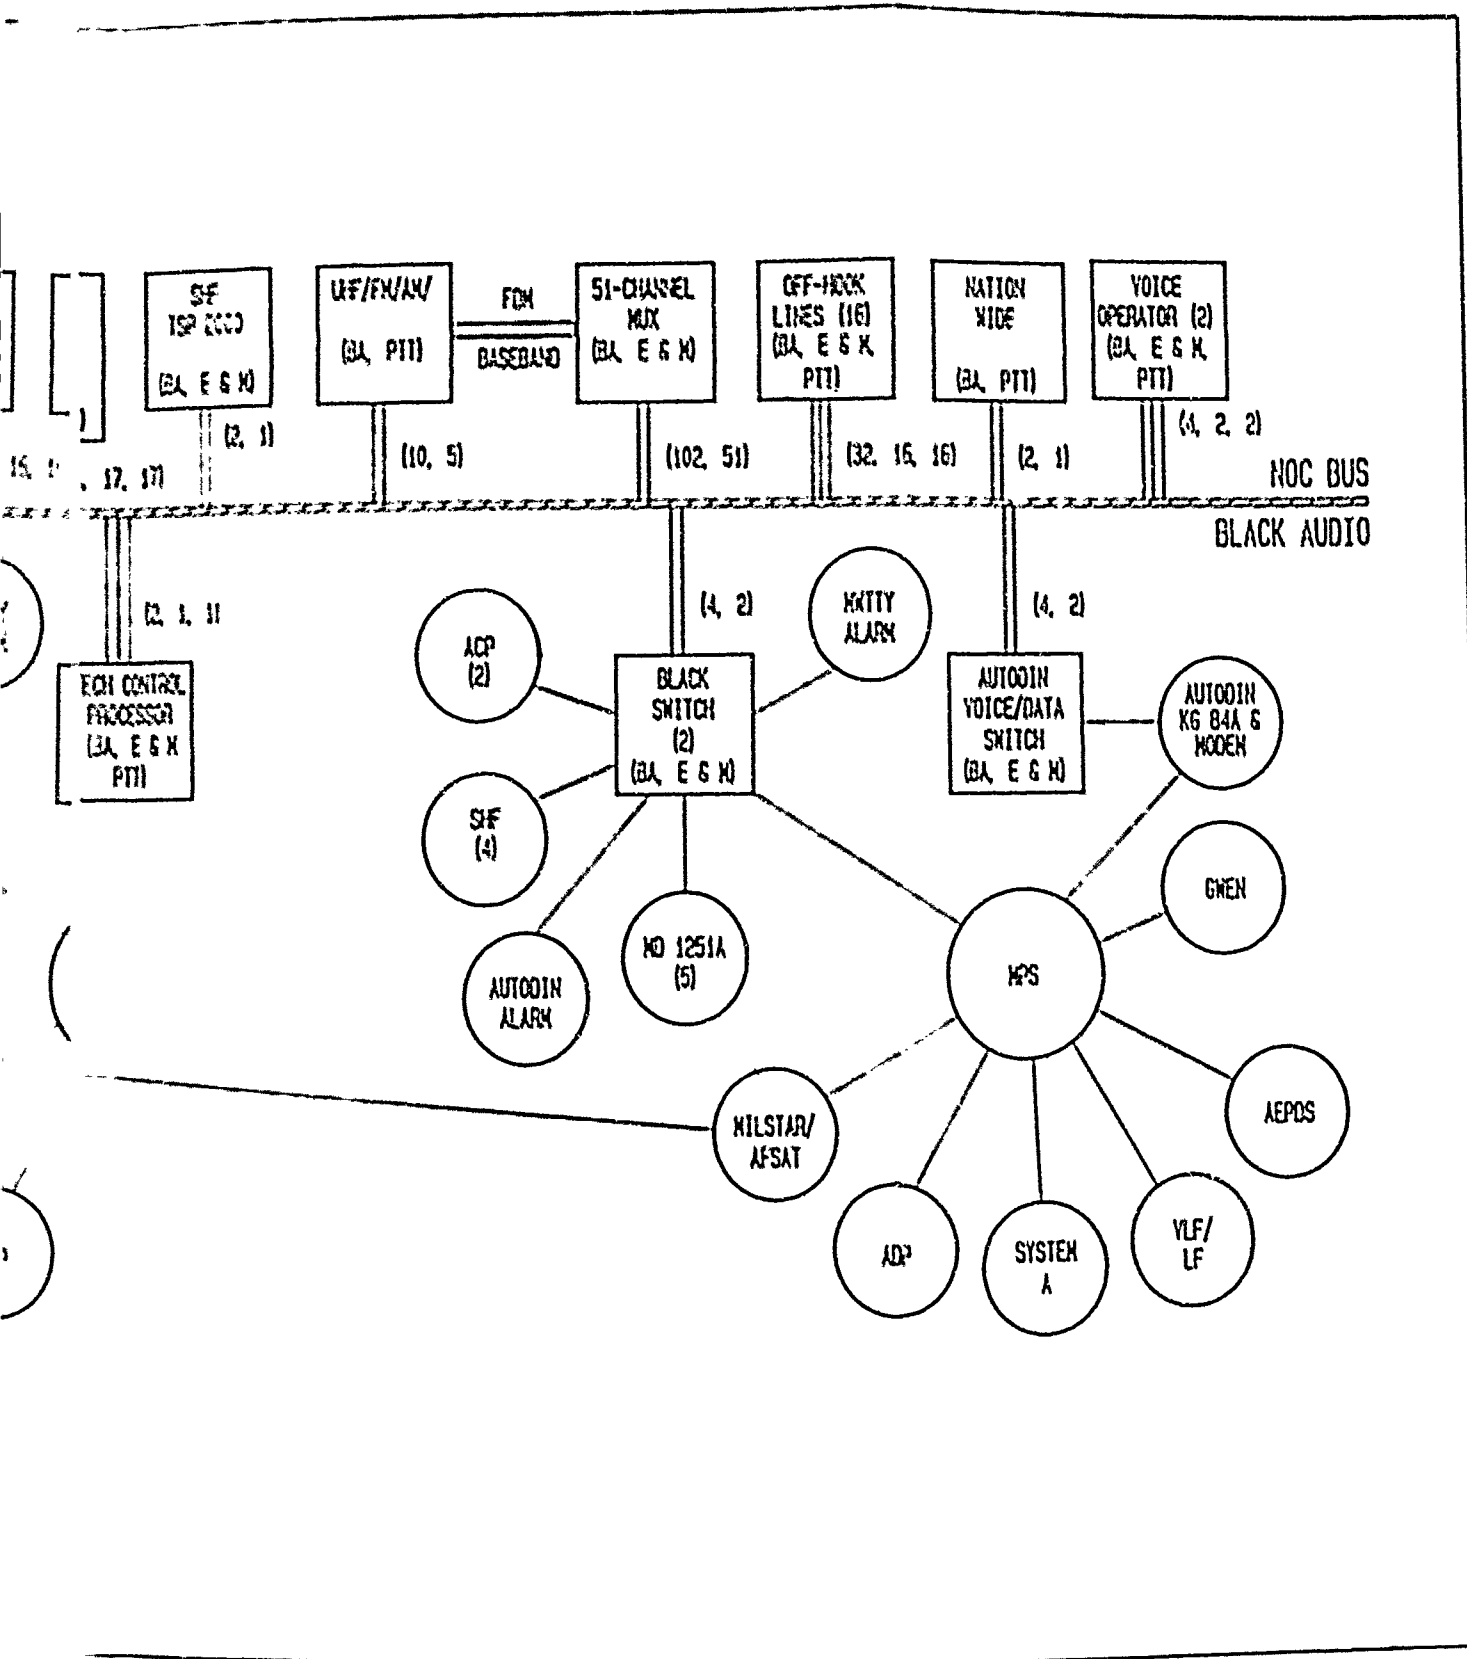 SHF
TSP 2000
(BA, E & M)
(2, 1)
UHF/FM/AM/
(BA, PTT)
(10, 5)
FDM
BASEBAND
51-CHANNEL
MUX
(BA, E & M)
(102, 51)
OFF-HOOK
LINES (16)
(BA, E & M,
PTT)
(32, 16, 16)
NATION
WIDE
(BA, PTT)
(2, 1)
VOICE
OPERATOR (2)
(BA, E & M,
PTT)
(4, 2, 2)
, 17, 17)
NOC BUS
BLACK AUDIO
(2, 1, 1)
ECH CONTROL
PROCESSOR
(BA, E & M
PTT)
ACP
(2)
(4, 2)
BLACK
SWITCH
(2)
(BA, E & M)
ALARM
(4, 2)
AUTODIN
VOICE/DATA
SWITCH
(BA, E & M)
AUTODIN
KG 84A &
MODEM
SHF
(4)
AUTODIN
ALARM
MD 1251A
(5)
GWEN
MPS
MILSTAR/
AFSAT
AEPDS
ADP
SYSTEM
A
VLF/
LF